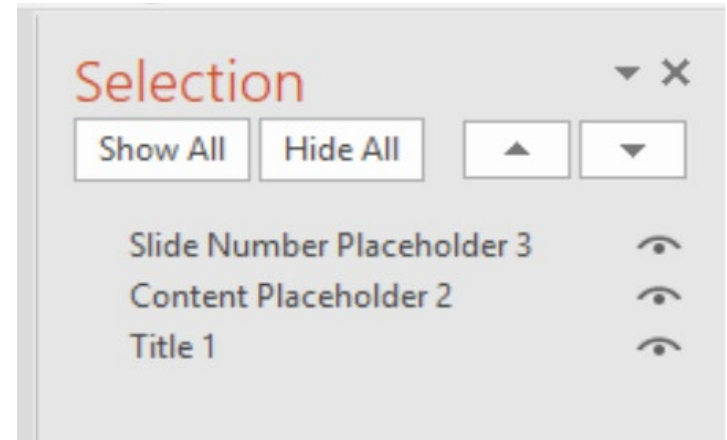 Selection
Show All Hide All
Slide Number Placeholder 3
Content Placeholder 2
Title 1